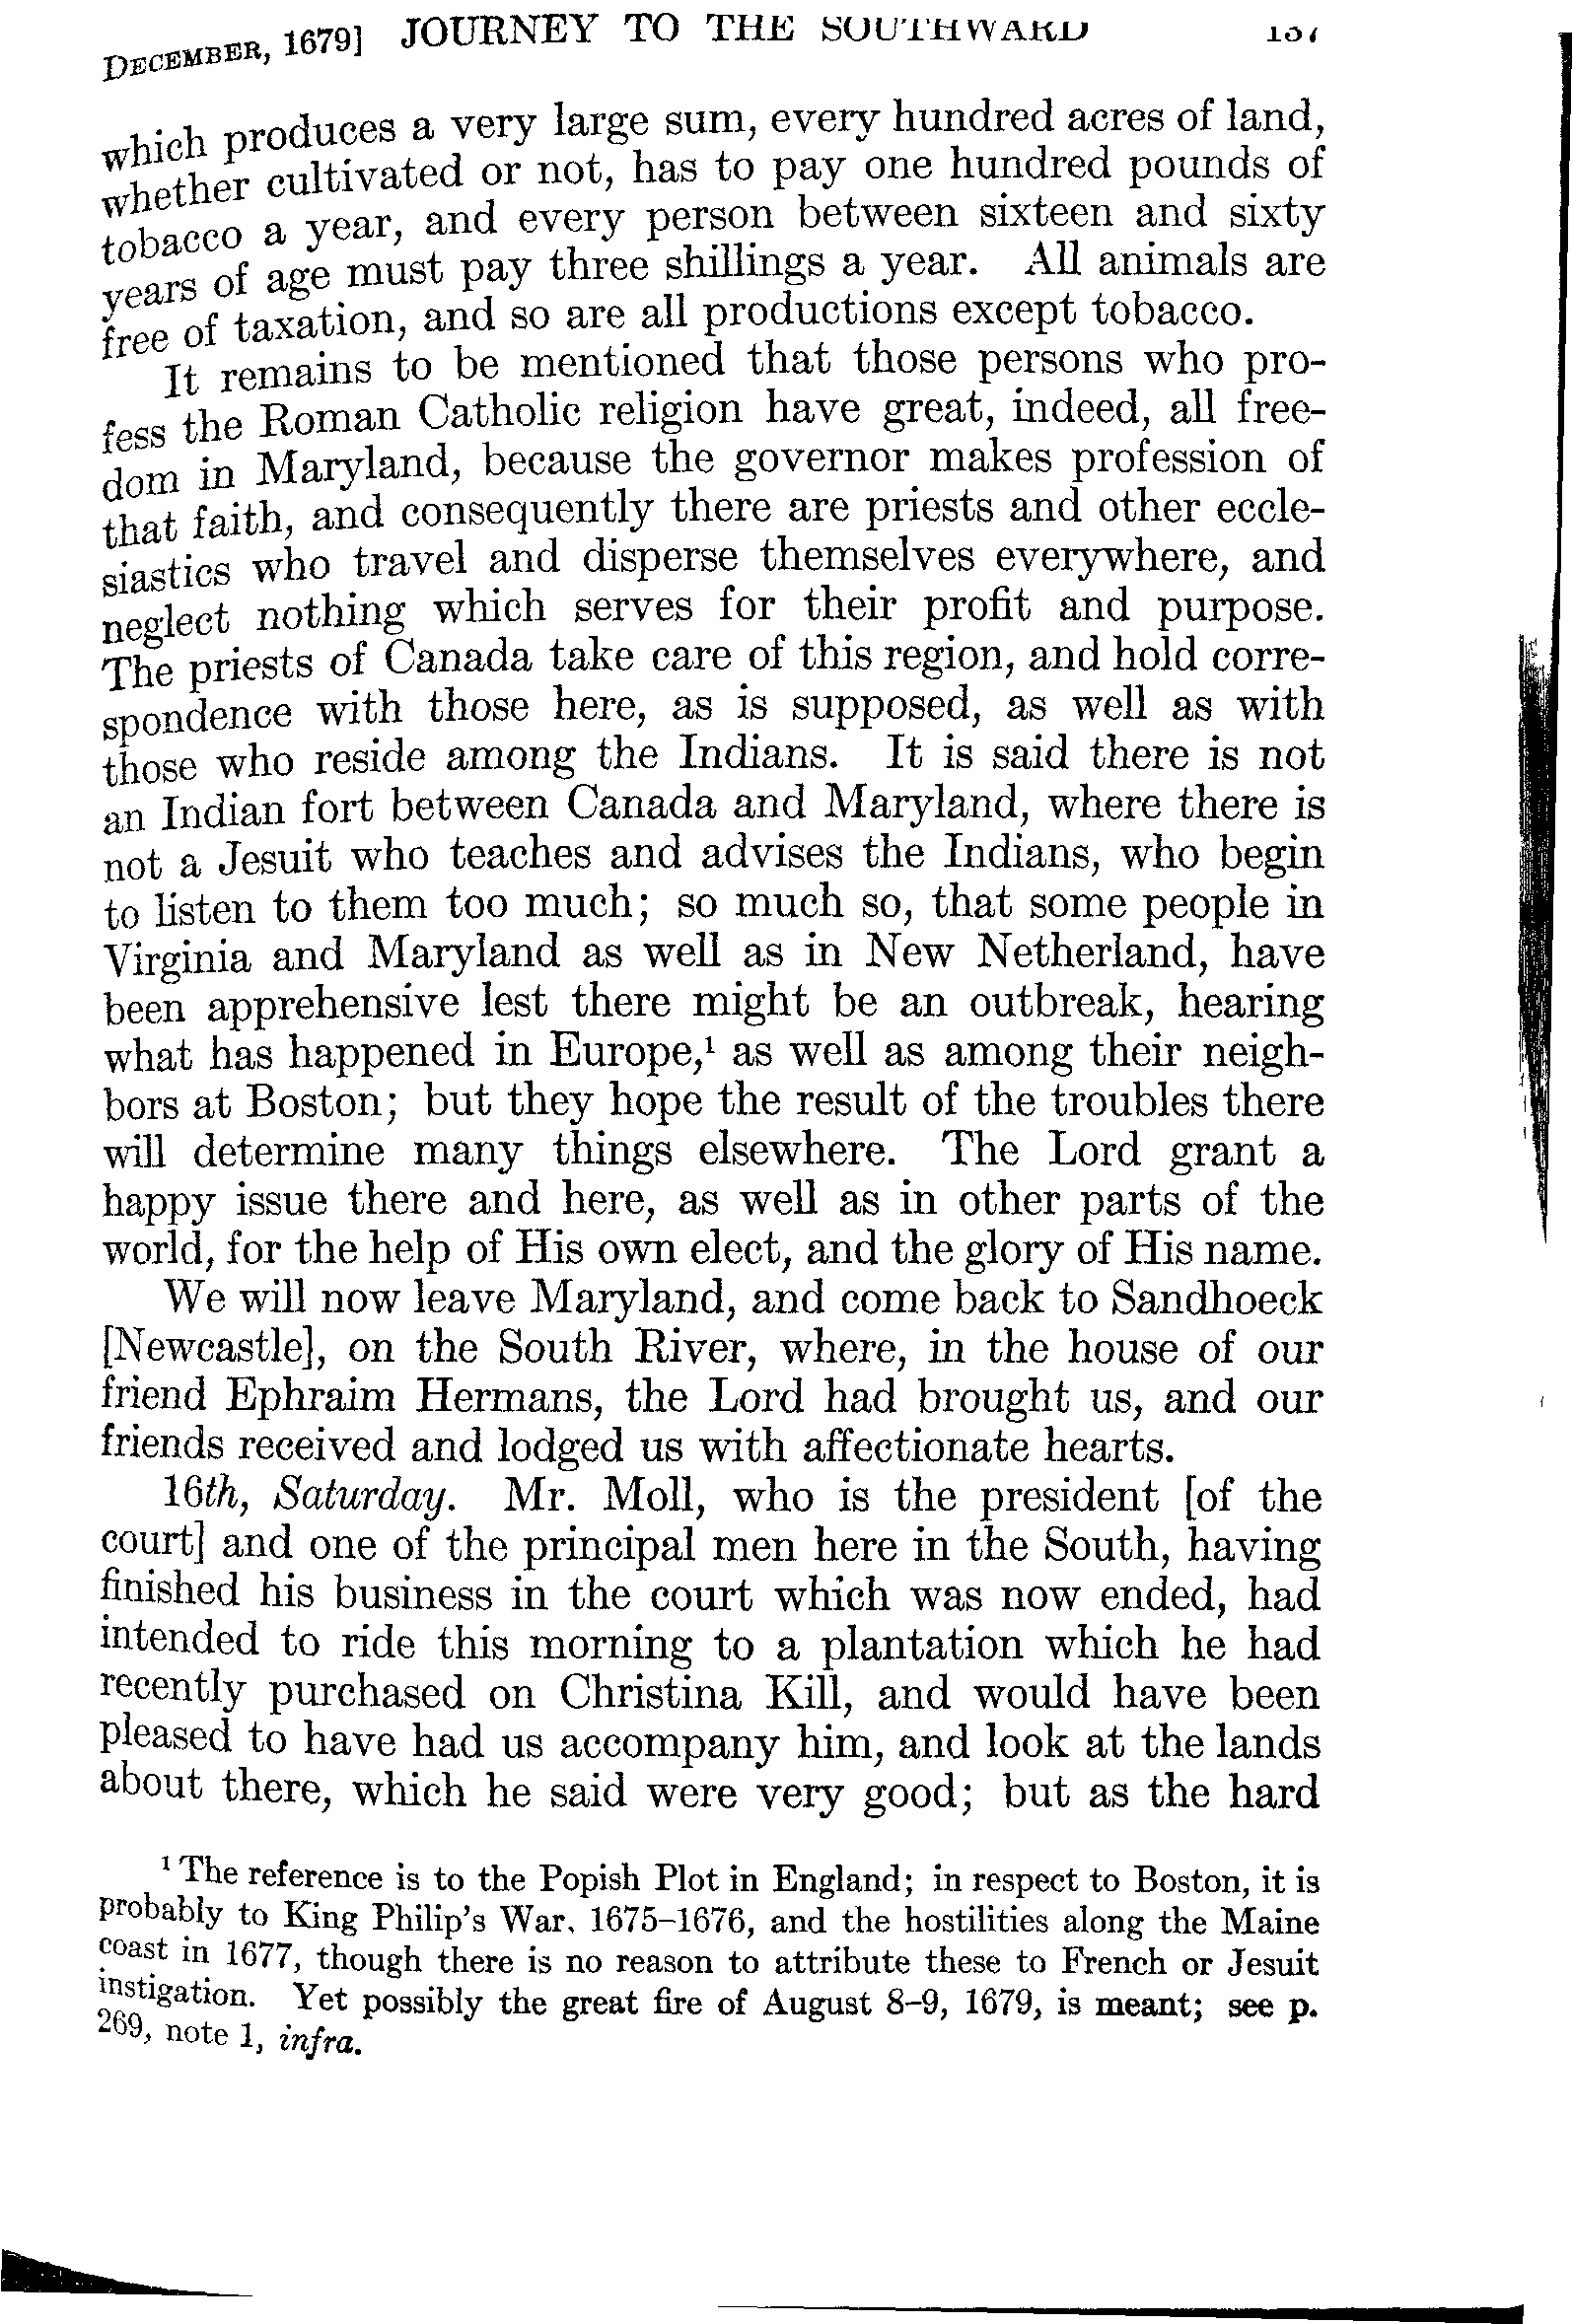 DECEMBER, 1679] JOURNEY TO THE SOUTHWARD 137
which produces a very large sum, every hundred acres of land,
whether cultivated or not, has to pay one hundred pounds of
tobacco a year, and every person between sixteen and sixty
years of age must pay three shillings a year. All animals are
free of taxation, and so are all productions except tobacco.
It remains to be mentioned that those persons who pro-
fess the Roman Catholic religion have great, indeed, all free-
dom in Maryland, because the governor makes profession of
that faith, and consequently there are priests and other eccle-
siastics who travel and disperse themselves everywhere, and
neglect nothing which serves for their profit and purpose.
The priests of Canada take care of this region, and hold corre-
spondence with those here, as is supposed, as well as with
those who reside among the Indians. It is said there is not
an Indian fort between Canada and Maryland, where there is
not a Jesuit who teaches and advises the Indians, who begin
to listen to them too much; so much so, that some people in
Virginia and Maryland as well as in New Netherland, have
been apprehensive lest there might be an outbreak, hearing
what has happened in Europe,¹ as well as among their neigh-
bors at Boston; but they hope the result of the troubles there
will determine many things elsewhere. The Lord grant a
happy issue there and here, as well as in other parts of the
world, for the help of His own elect, and the glory of His name.
We will now leave Maryland, and come back to Sandhoeck
[Newcastle], on the South River, where, in the house of our
friend Ephraim Hermans, the Lord had brought us, and our
friends received and lodged us with affectionate hearts.
16th, Saturday. Mr. Moll, who is the president [of the
court] and one of the principal men here in the South, having
finished his business in the court which was now ended, had
intended to ride this morning to a plantation which he had
recently purchased on Christina Kill, and would have been
pleased to have had us accompany him, and look at the lands
about there, which he said were very good; but as the hard
¹ The reference is to the Popish Plot in England; in respect to Boston, it is
probably to King Philip's War, 1675–1676, and the hostilities along the Maine
coast in 1677, though there is no reason to attribute these to French or Jesuit
instigation. Yet possibly the great fire of August 8–9, 1679, is meant; see p.
269, note 1, infra.